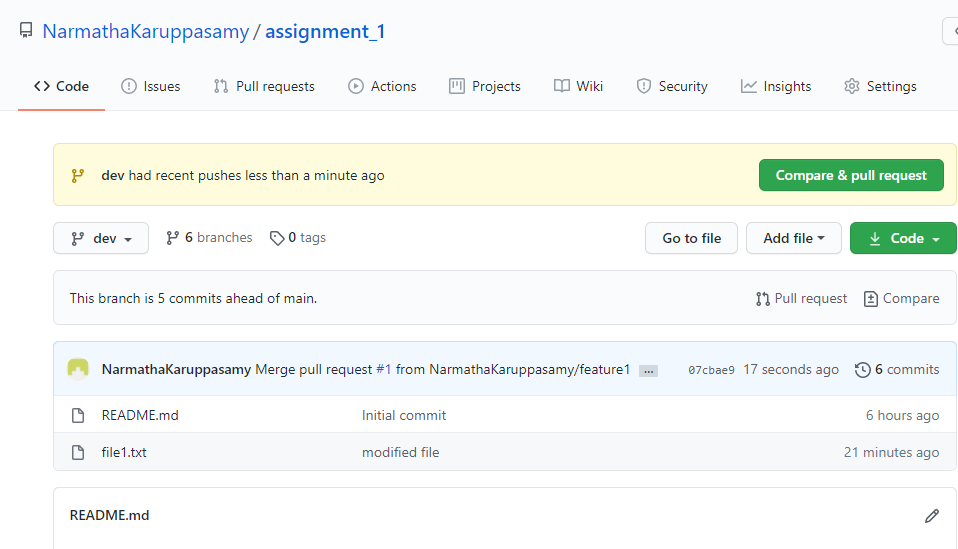 NarmathaKaruppasamy / assignment_1
Code Issues Pull requests Actions Projects Wiki Security Insights Settings
dev had recent pushes less than a minute ago Compare & pull request
dev 6 branches 0 tags Go to file Add file Code
This branch is 5 commits ahead of main. Pull request Compare
NarmathaKaruppasamy Merge pull request #1 from NarmathaKaruppasamy/feature1 ... 07cbae9 17 seconds ago 6 commits
README.md Initial commit 6 hours ago
file1.txt modified file 21 minutes ago
README.md